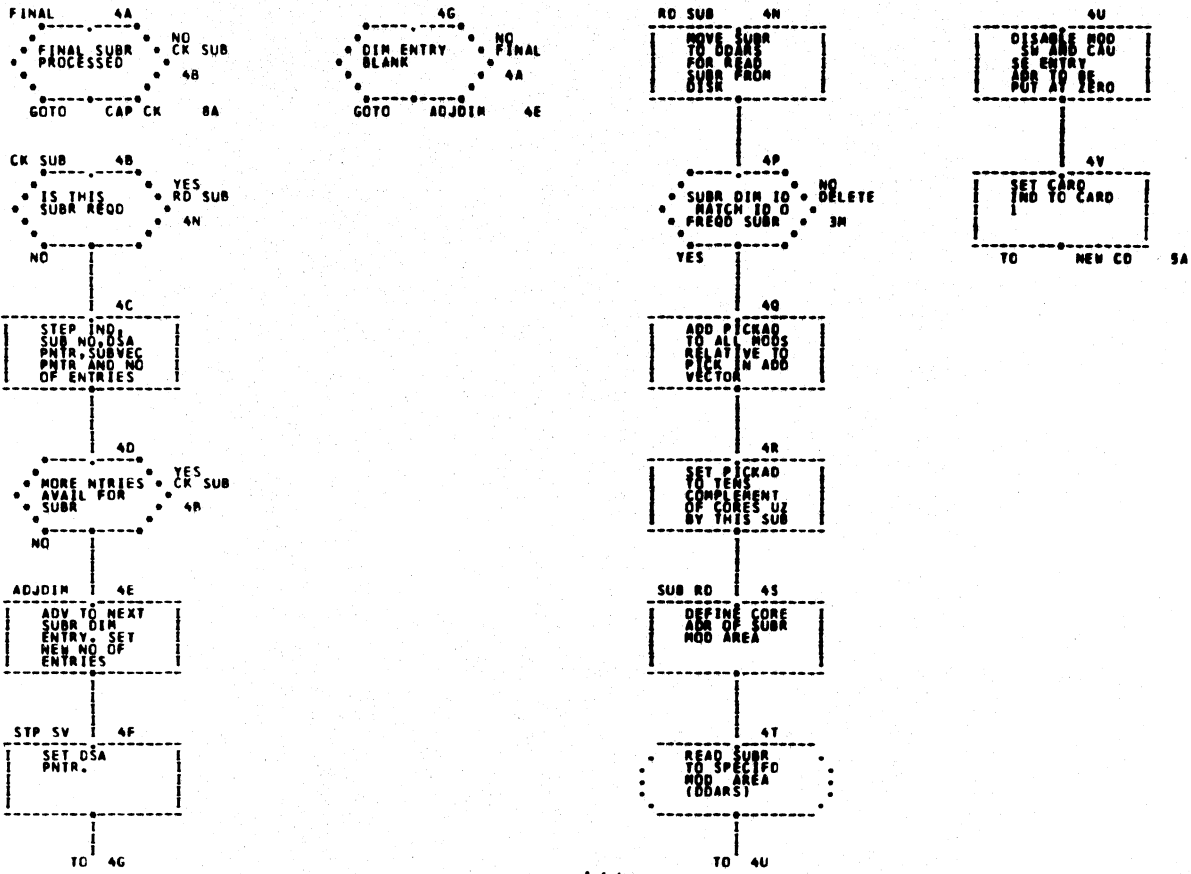 FINAL 4A
FINAL SUBR
PROCESSED
NO
CK SUB
4B
GOTO CAP CK 8A
CK SUB 4B
IS THIS
SUBR REQD
YES
RD SUB
4N
NO
4C
STEP IND,
SUB NO,DSA
PNTR,SUBVEC
PNTR AND NO
OF ENTRIES
4D
MORE NTRIES
AVAIL FOR
SUBR
YES
CK SUB
4B
NO
ADJDIM 4E
ADV TO NEXT
SUBR DIM
ENTRY. SET
NEW NO OF
ENTRIES
STP SV 4F
SET DSA
PNTR.
TO 4G
4G
DIM ENTRY
BLANK
NO
FINAL
4A
GOTO ADJDIM 4E
RD SUB 4N
MOVE SUBR
TO DDARS
FOR READ
SUBR FROM
DISK
4P
SUBR DIM ID
MATCH ID O
FREQD SUBR
NO
DELETE
3M
YES
4Q
ADD PICKAD
TO ALL MODS
RELATIVE TO
PICK N ADD
VECTOR
4R
SET PICKAD
TO TENS
COMPLEMENT
OF CORES UZ
BY THIS SUB
SUB RD 4S
DEFINE CORE
ADR OF SUBR
MOD AREA
4T
READ SUBR
TO SPECIFD
MOD AREA
(DDARS)
TO 4U
4U
DISABLE MOD
SW AND CAU
SE ENTRY
ADR TO BE
PUT AT ZERO
4V
SET CARD
IND TO CARD
1
TO NEW CD 5A